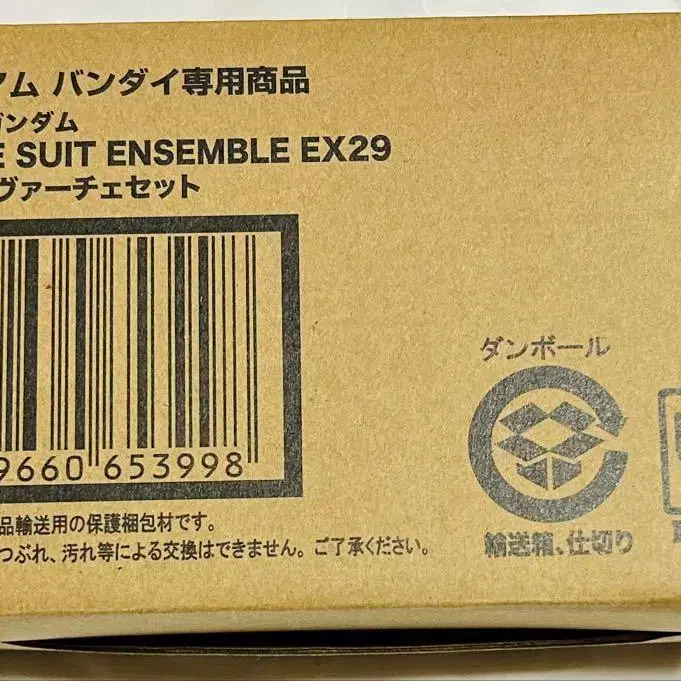 アム バンダイ専用商品
ガンダム
E SUIT ENSEMBLE EX29
ヴァーチェセット
9660 653998
品輸送用の保護梱包材です。
つぶれ、汚れ等による交換はできません。ご了承ください。
ダンボール
輸送箱、仕切り